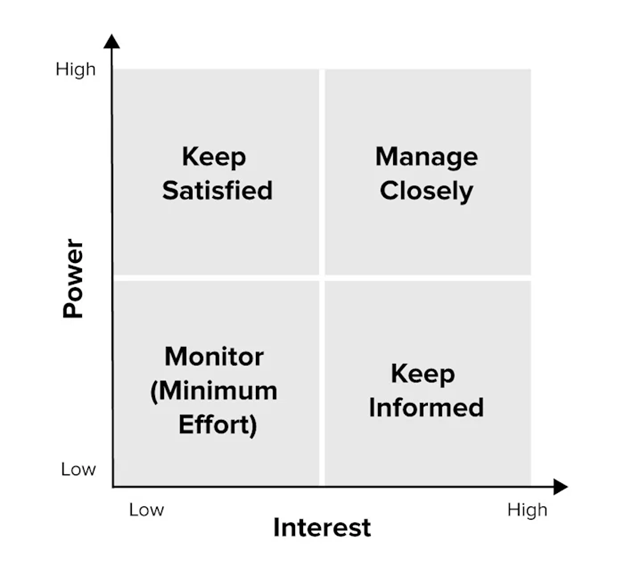 High
Keep
Satisfied
Manage
Closely
Power
Monitor
(Minimum
Effort)
Keep
Informed
Low
Low
High
Interest